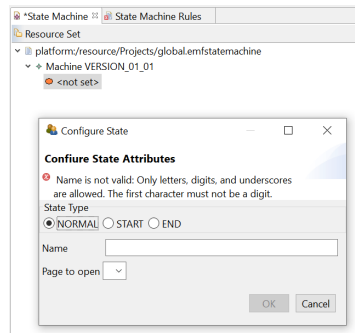 *State Machine State Machine Rules
Resource Set
platform:/resource/Projects/global.emfstatemachine
Machine VERSION_01_01
<not set>
Configure State
Confiure State Attributes
Name is not valid: Only letters, digits, and underscores
are allowed. The first character must not be a digit.
State Type
NORMAL START END
Name
Page to open
OK Cancel